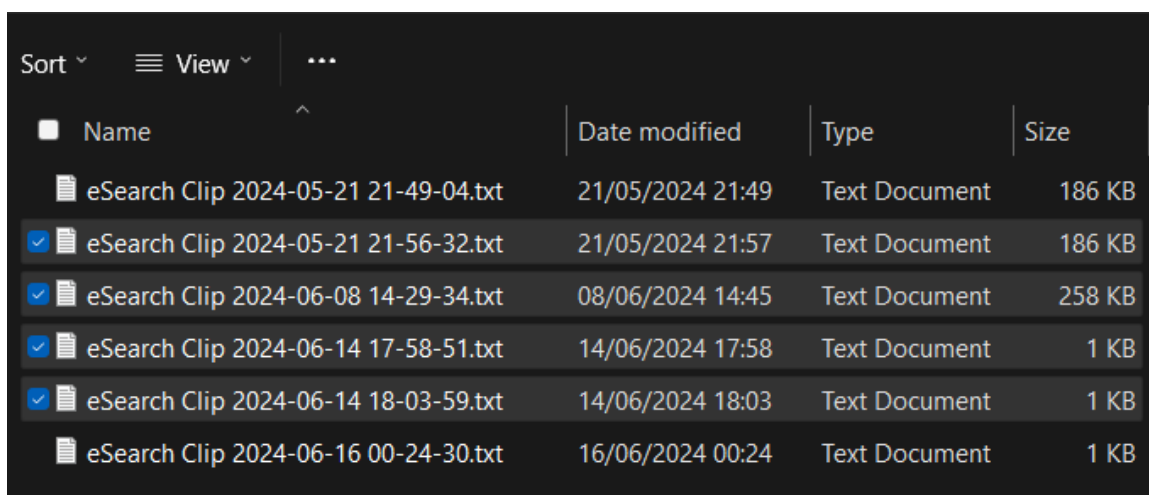 Sort View ...
Name Date modified Type Size
eSearch Clip 2024-05-21 21-49-04.txt 21/05/2024 21:49 Text Document 186 KB
eSearch Clip 2024-05-21 21-56-32.txt 21/05/2024 21:57 Text Document 186 KB
eSearch Clip 2024-06-08 14-29-34.txt 08/06/2024 14:45 Text Document 258 KB
eSearch Clip 2024-06-14 17-58-51.txt 14/06/2024 17:58 Text Document 1 KB
eSearch Clip 2024-06-14 18-03-59.txt 14/06/2024 18:03 Text Document 1 KB
eSearch Clip 2024-06-16 00-24-30.txt 16/06/2024 00:24 Text Document 1 KB